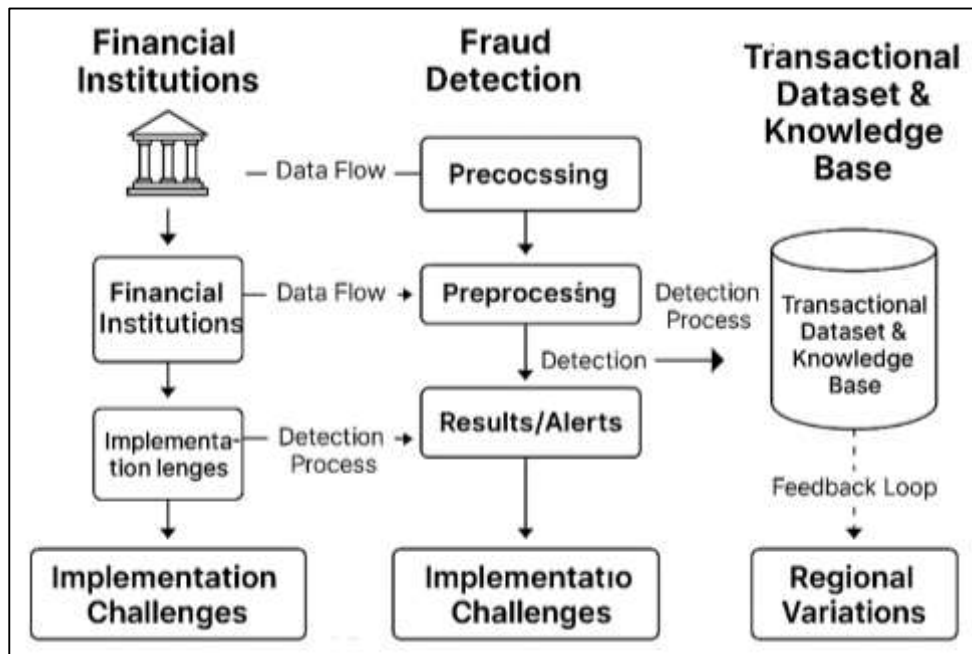 Financial
Institutions
Fraud
Detection
Transactional
Dataset &
Knowledge
Base
Data Flow
Precocssing
Financial
Institutions
Data Flow
Preprocesing
Detection
Process
Detection
Transactional
Dataset &
Knowledge
Base
Implementa-
tion lenges
Detection
Process
Results/Alerts
Feedback Loop
Implementation
Challenges
Implementatıo
Challenges
Regional
Variations